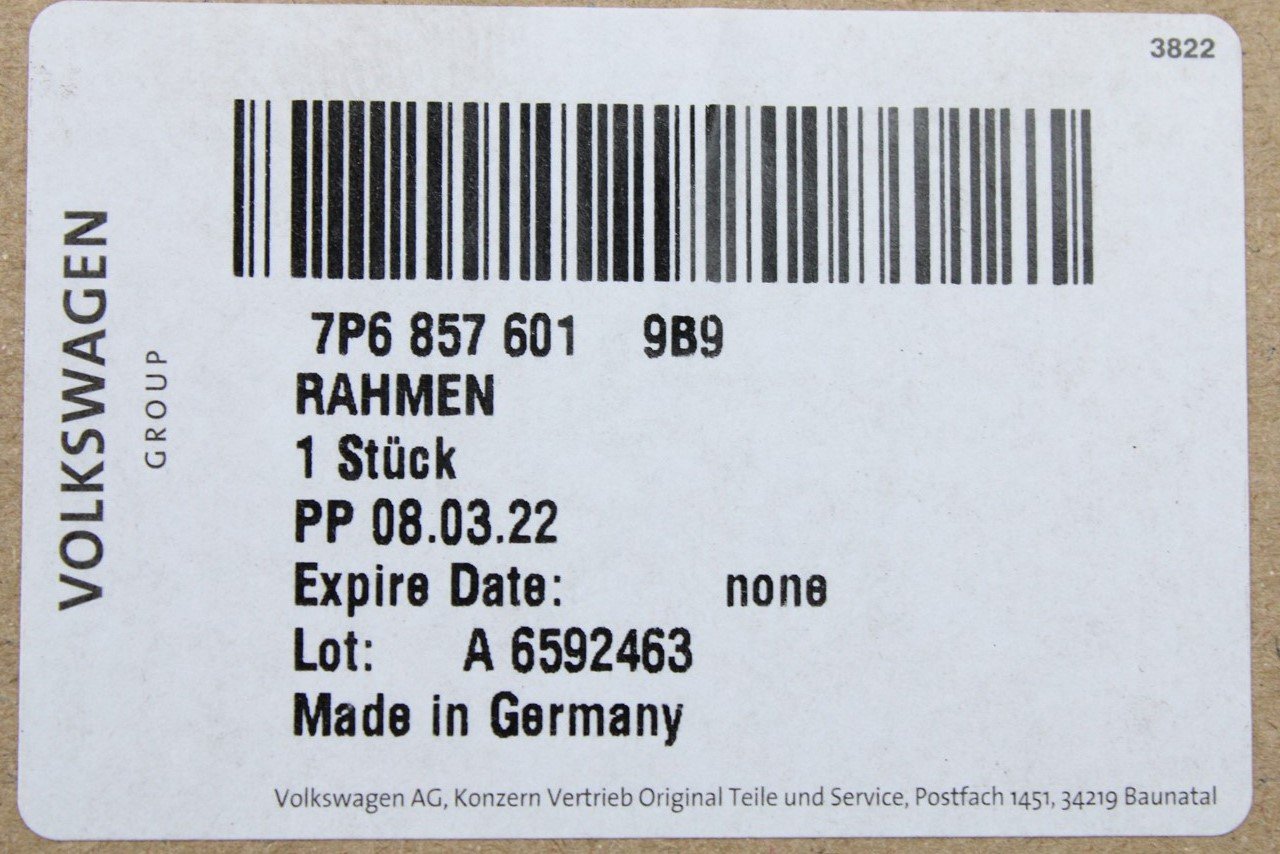 3822
VOLKSWAGEN
GROUP
7P6 857 601 9B9
RAHMEN
1 Stück
PP 08.03.22
Expire Date: none
Lot: A 6592463
Made in Germany
Volkswagen AG, Konzern Vertrieb Original Teile und Service, Postfach 1451, 34219 Baunatal